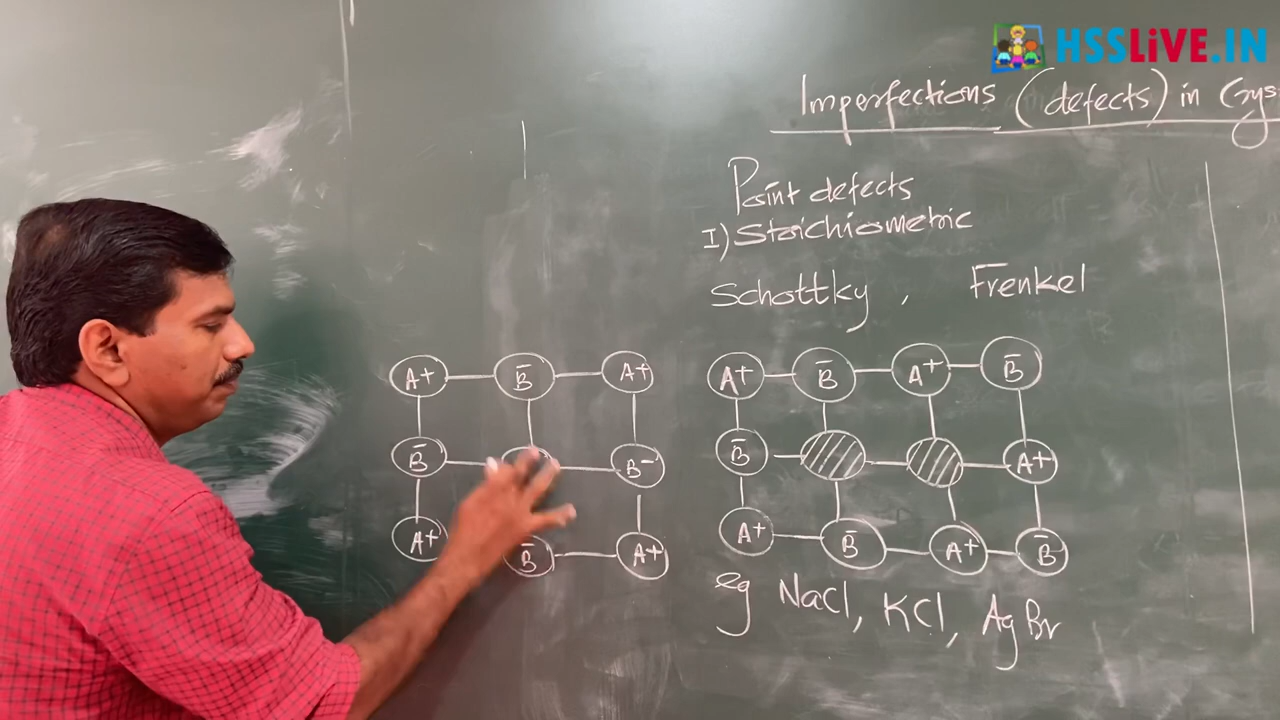 HSSLiVE.IN
Imperfections (defects) in Crys
Point defects
I) Stoichiometric
Schottky , Frenkel
A+ B̄ A+ A+ B̄ A+ B̄
B̄ B- B̄ A+
A+ B̄ A+ A+ B̄ A+ B̄
eg NaCl, KCl, AgBr